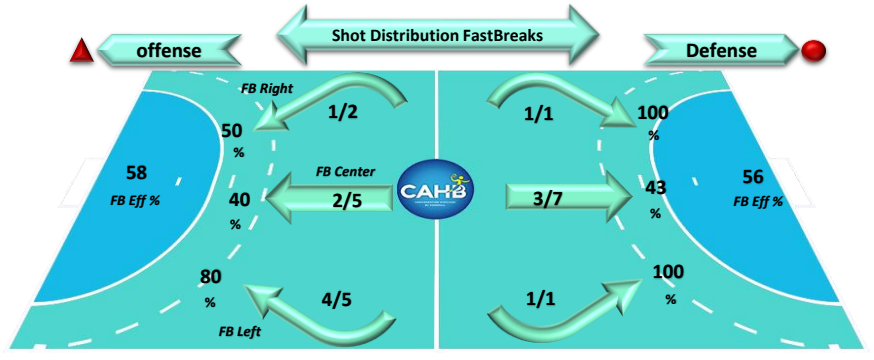 Shot Distribution FastBreaks
offense
Defense
FB Right
1/2
1/1
50
%
100
%
58
FB Eff %
FB Center
2/5
40
%
CAHB
3/7
43
%
56
FB Eff %
80
%
4/5
FB Left
1/1
100
%